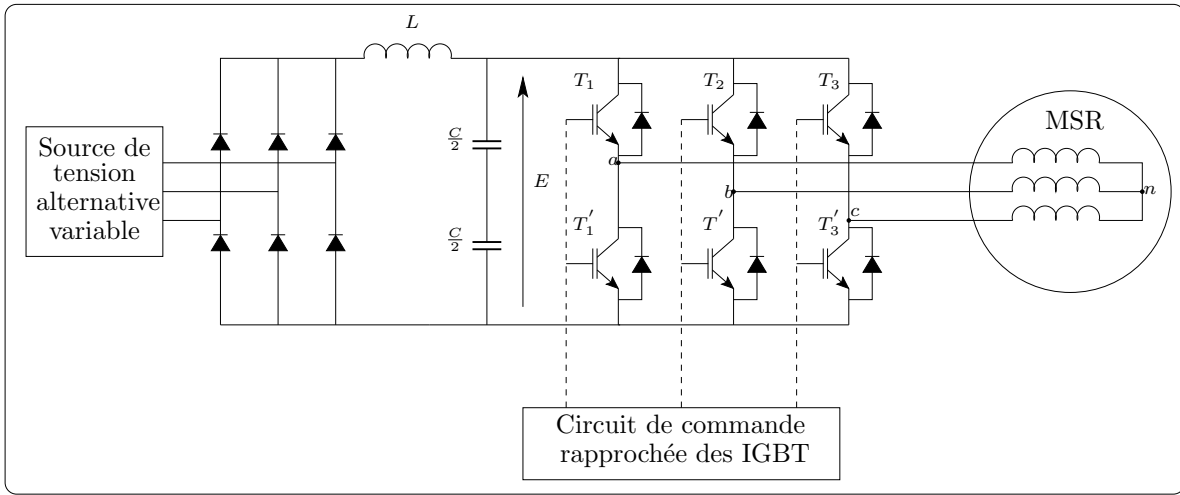 L
T1 T2 T3
MSR
Source de
tension
alternative
variable
C/2
E
a
b
n
c
C/2
T1' T' T3'
Circuit de commande
rapprochée des IGBT